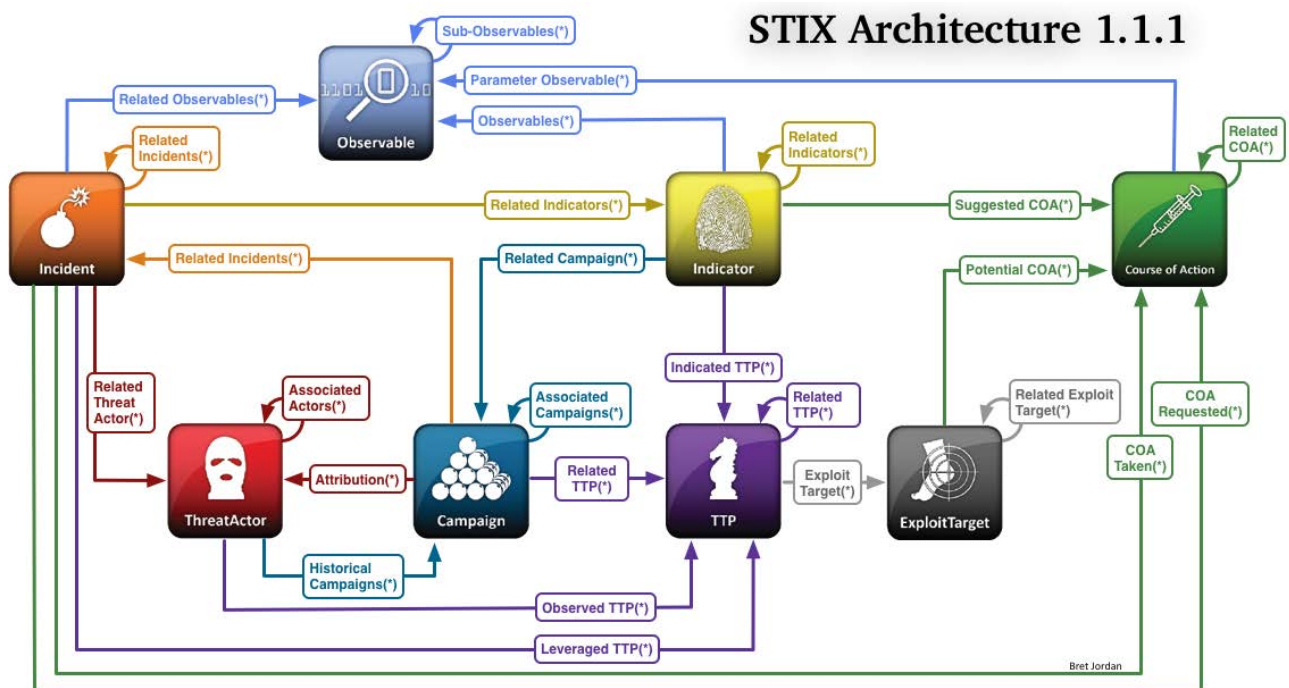 STIX Architecture 1.1.1
Sub-Observables(*)
Parameter Observable(*)
Related Observables(*)
1101 0 10
Observable
Observables(*)
Related
Incidents(*)
Related
Indicators(*)
Related
COA(*)
Related Indicators(*)
Suggested COA(*)
Incident
Related Incidents(*)
Related Campaign(*)
Indicator
Potential COA(*)
Course of Action
Indicated TTP(*)
Related
Threat
Actor(*)
Associated
Actors(*)
Associated
Campaigns(*)
Related
TTP(*)
Related Exploit
Target(*)
COA
Requested(*)
COA
Taken(*)
Attribution(*)
Related
TTP(*)
Exploit
Target(*)
ThreatActor
Campaign
TTP
ExploitTarget
Historical
Campaigns(*)
Observed TTP(*)
Leveraged TTP(*)
Bret Jordan